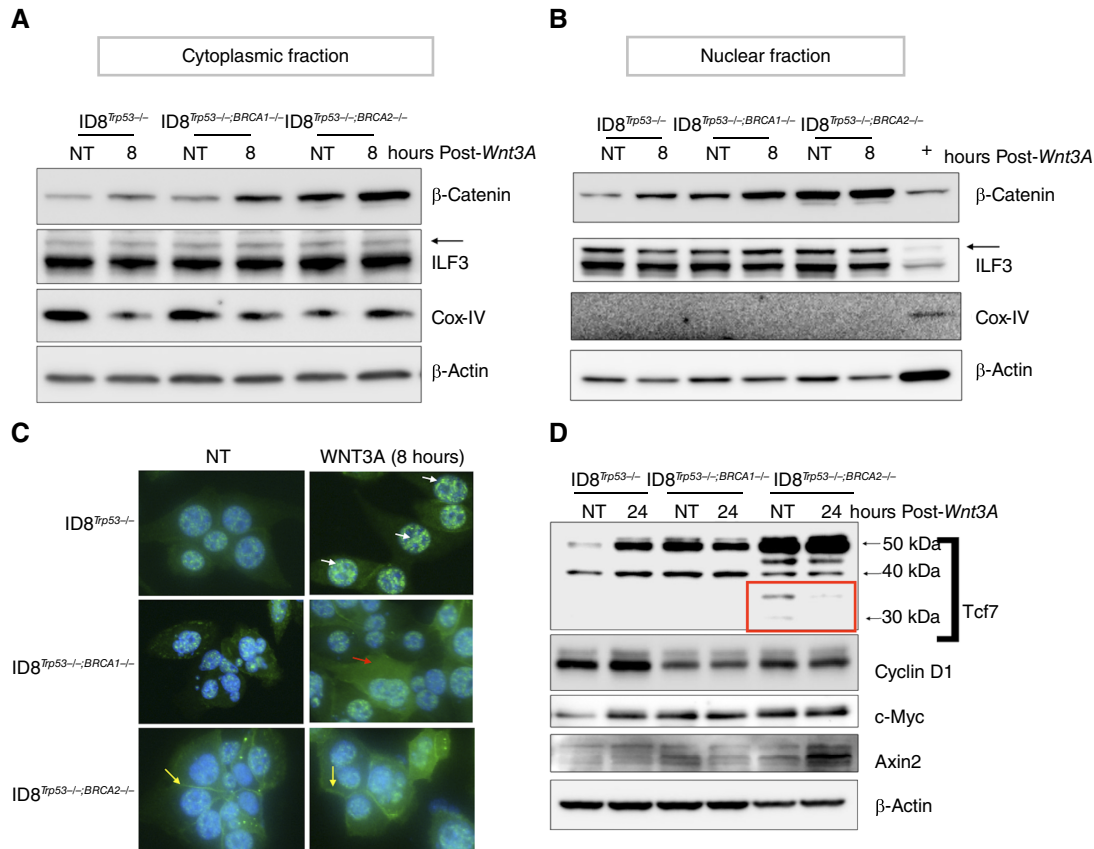 A
Cytoplasmic fraction
ID8Trp53–/– ID8Trp53–/–;BRCA1–/– ID8Trp53–/–;BRCA2–/–
NT 8 NT 8 NT 8 hours Post-Wnt3A
β-Catenin
ILF3
Cox-IV
β-Actin
B
Nuclear fraction
ID8Trp53–/– ID8Trp53–/–;BRCA1–/– ID8Trp53–/–;BRCA2–/–
NT 8 NT 8 NT 8 + hours Post-Wnt3A
β-Catenin
ILF3
Cox-IV
β-Actin
C
NT WNT3A (8 hours)
ID8Trp53–/–
ID8Trp53–/–;BRCA1–/–
ID8Trp53–/–;BRCA2–/–
D
ID8Trp53–/– ID8Trp53–/–;BRCA1–/– ID8Trp53–/–;BRCA2–/–
NT 24 NT 24 NT 24 hours Post-Wnt3A
50 kDa
40 kDa
30 kDa
Tcf7
Cyclin D1
c-Myc
Axin2
β-Actin